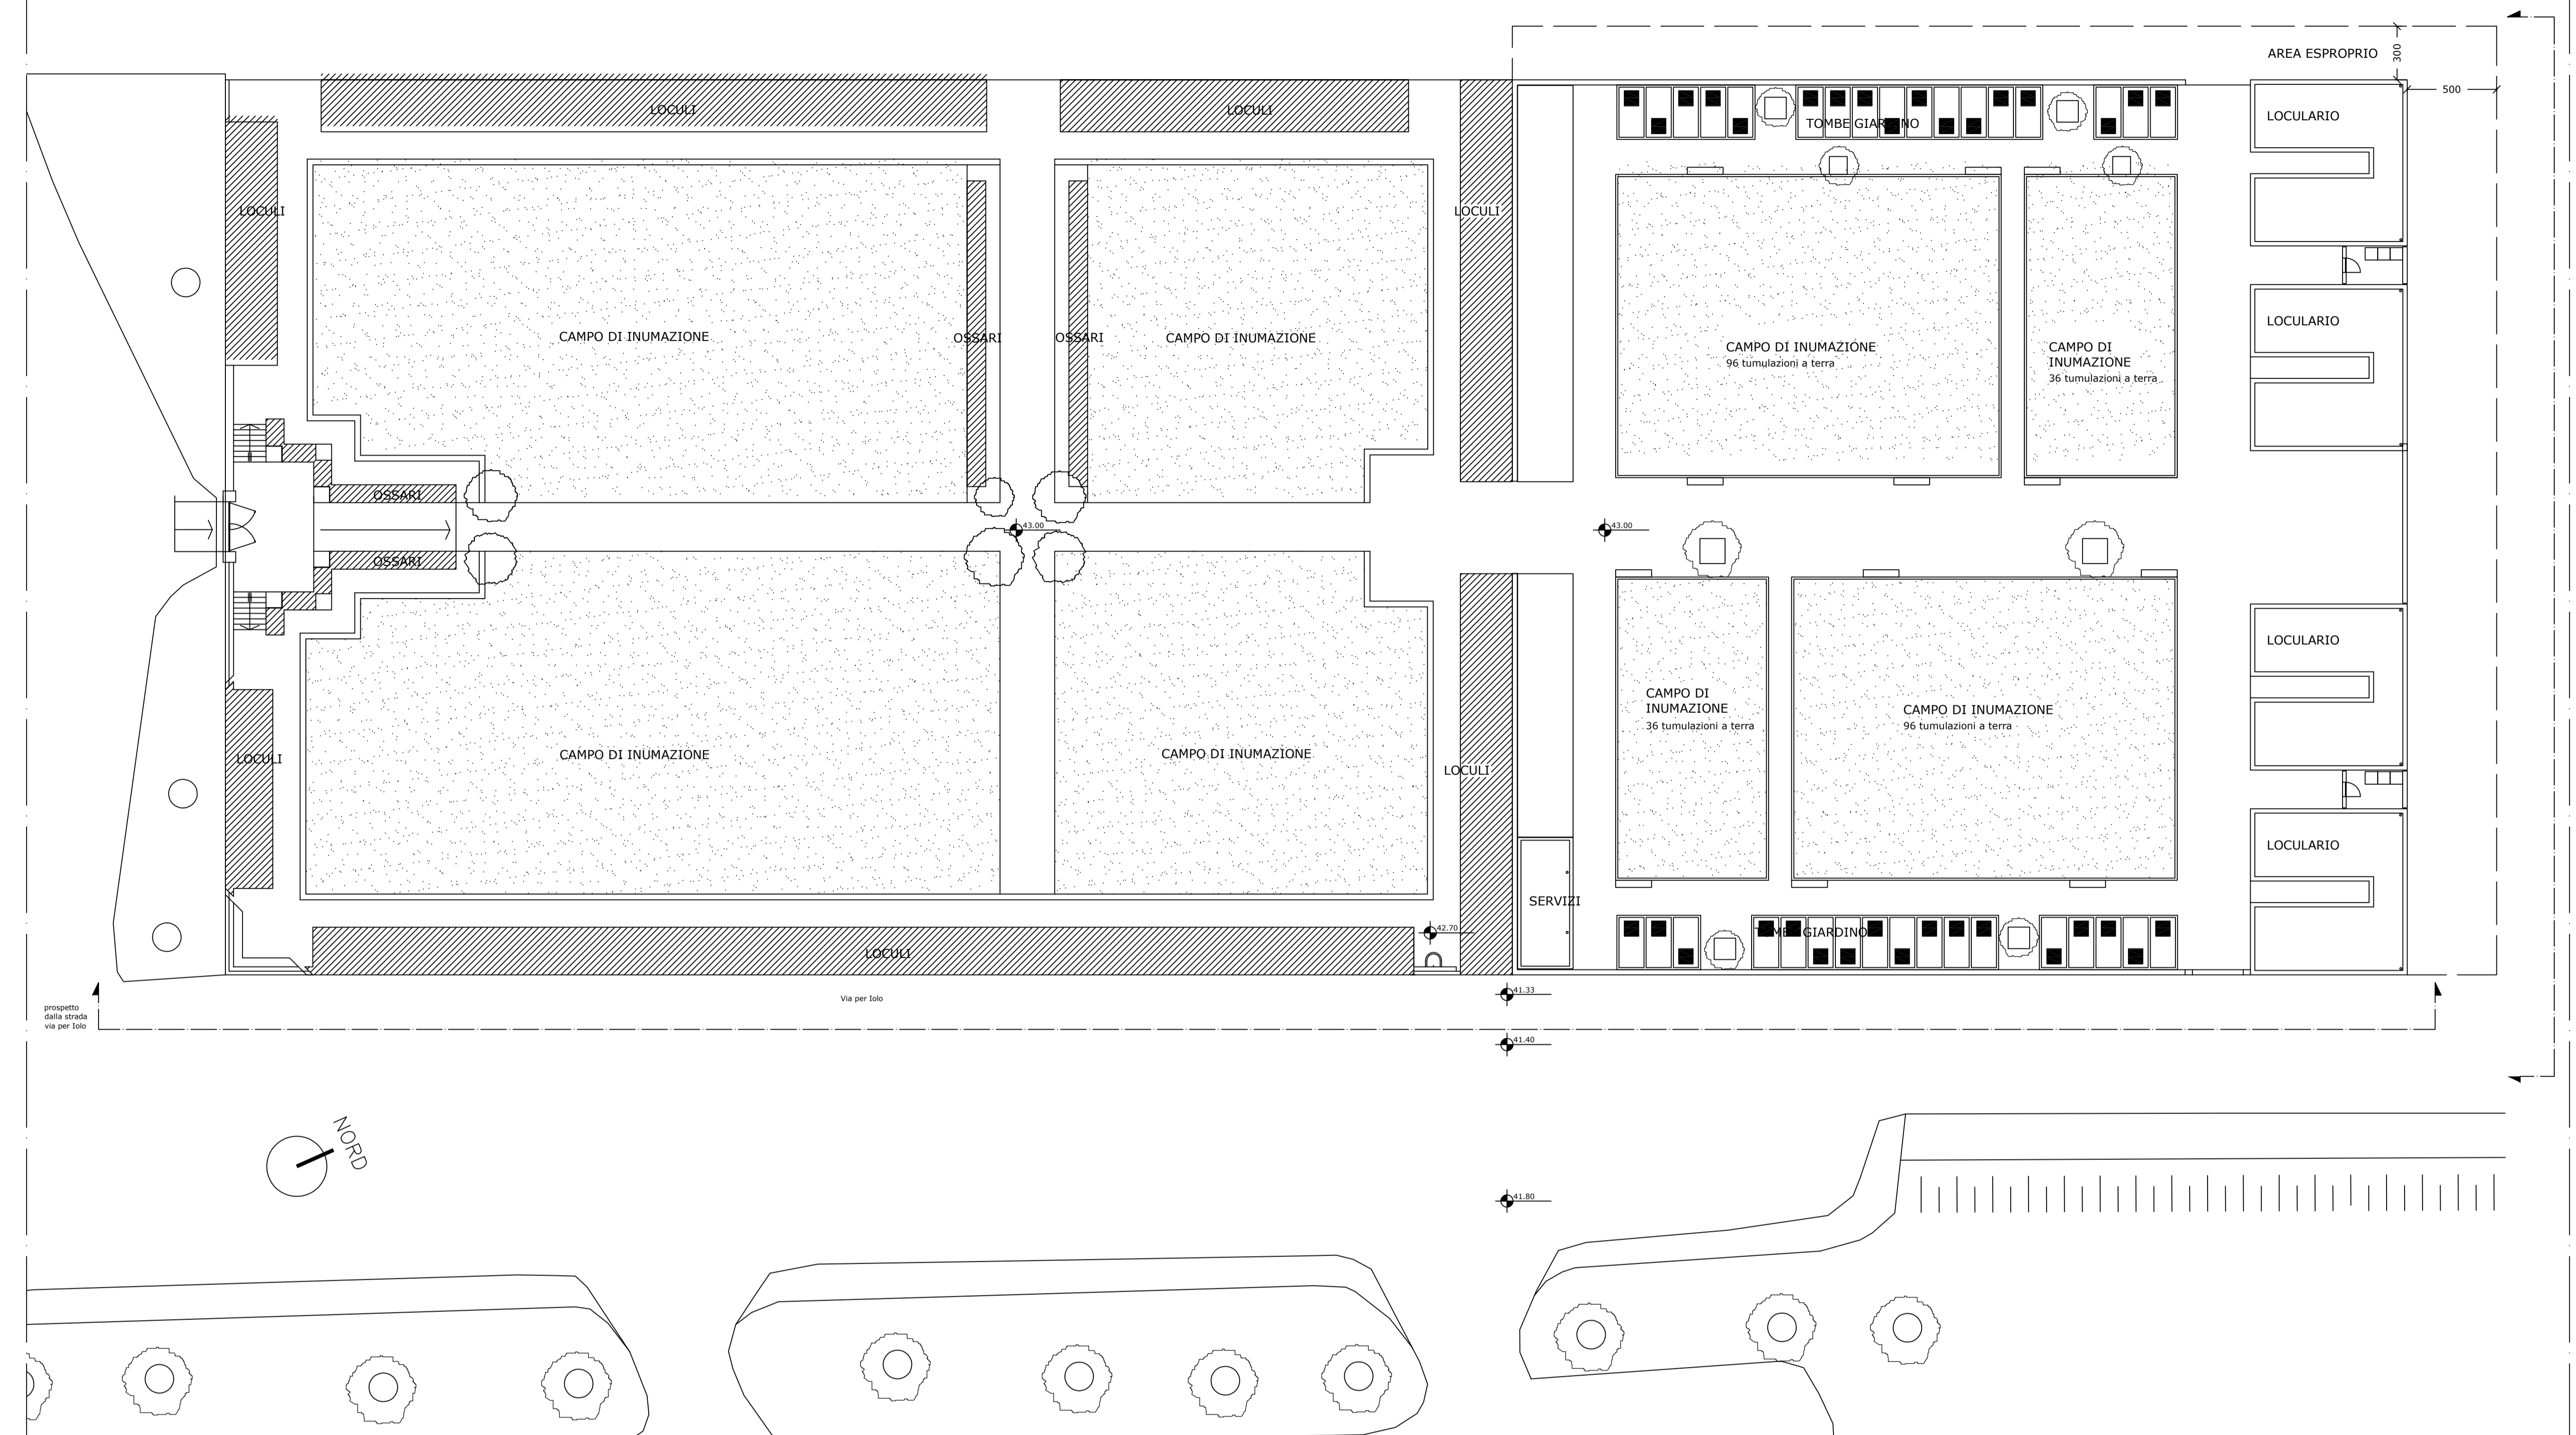 AREA ESPROPRIO
300
500
LOCULI
LOCULI
TOMBE GIARDINO
LOCULARIO
LOCULI
LOCULI
CAMPO DI INUMAZIONE
OSSARI
OSSARI
CAMPO DI INUMAZIONE
CAMPO DI INUMAZIONE
96 tumulazioni a terra
CAMPO DI
INUMAZIONE
36 tumulazioni a terra
LOCULARIO
OSSARI
43.00
43.00
OSSARI
LOCULARIO
CAMPO DI
INUMAZIONE
36 tumulazioni a terra
CAMPO DI INUMAZIONE
96 tumulazioni a terra
LOCULI
CAMPO DI INUMAZIONE
CAMPO DI INUMAZIONE
LOCULI
LOCULARIO
SERVIZI
42.70
TOMBE GIARDINO
LOCULI
41.33
Via per Iolo
prospetto
dalla strada
via per Iolo
41.40
NORD
41.80